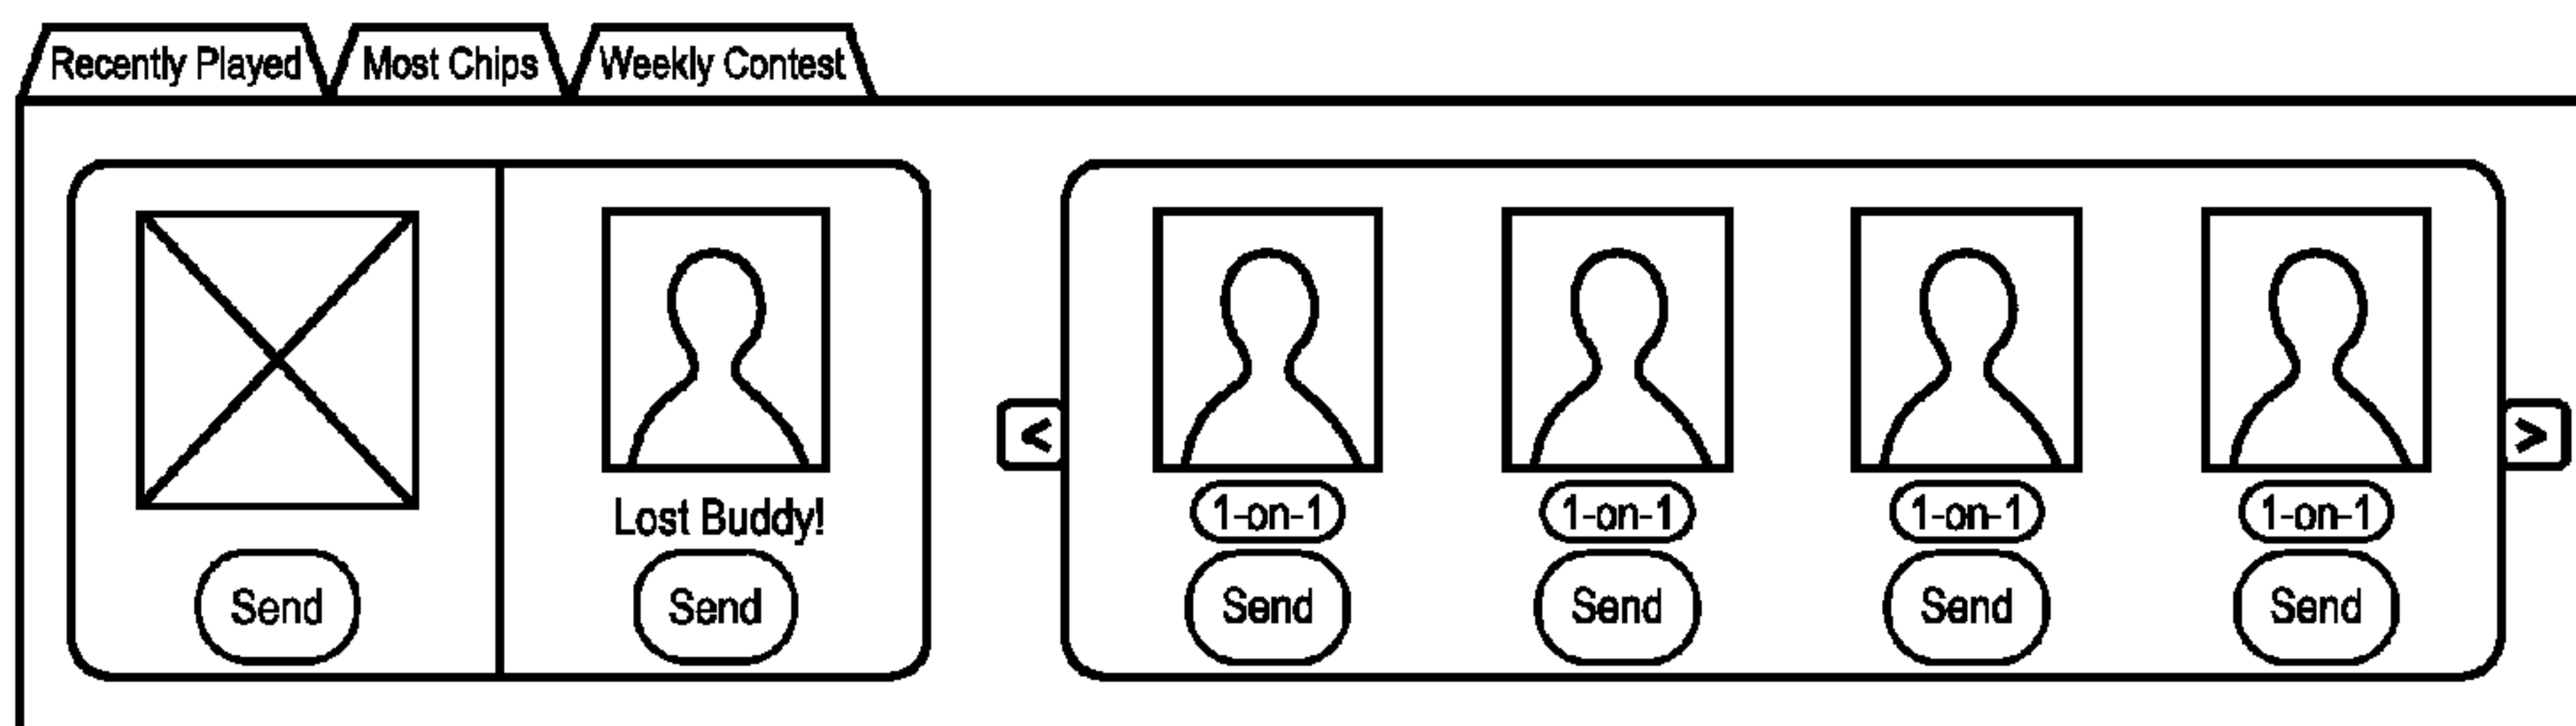 Recently Played Most Chips Weekly Contest
Lost Buddy!
Send Send
< >
1-on-1 1-on-1 1-on-1 1-on-1
Send Send Send Send